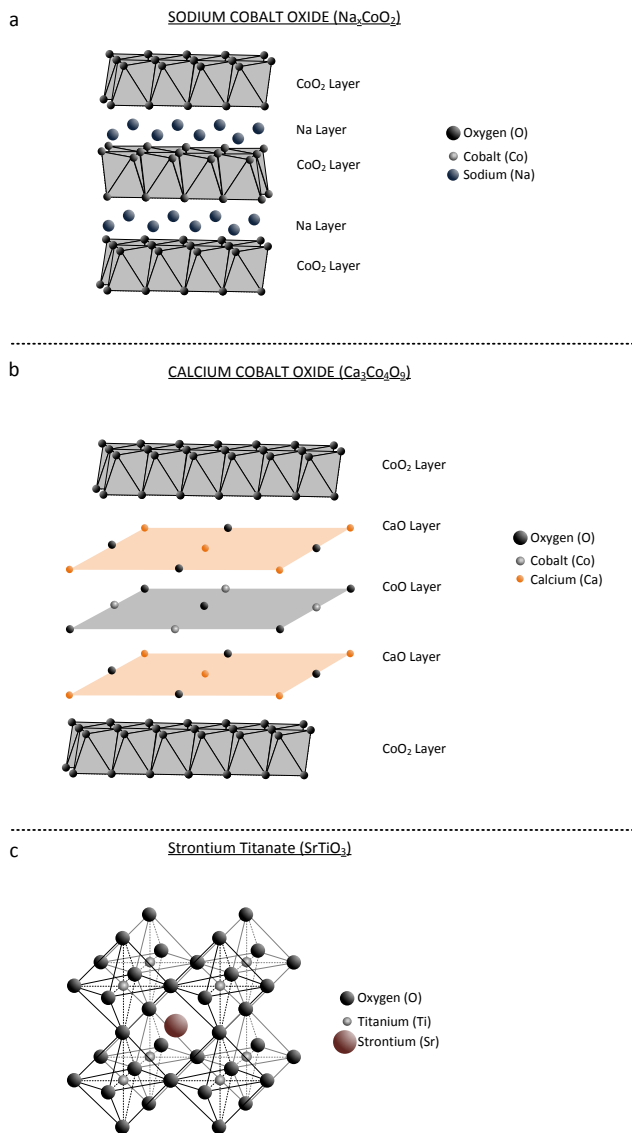 a
SODIUM COBALT OXIDE (NaₓCoO₂)
CoO₂ Layer
Na Layer
CoO₂ Layer
Na Layer
CoO₂ Layer
Oxygen (O)
Cobalt (Co)
Sodium (Na)
b
CALCIUM COBALT OXIDE (Ca₃Co₄O₉)
CoO₂ Layer
CaO Layer
CoO Layer
CaO Layer
CoO₂ Layer
Oxygen (O)
Cobalt (Co)
Calcium (Ca)
c
Strontium Titanate (SrTiO₃)
Oxygen (O)
Titanium (Ti)
Strontium (Sr)